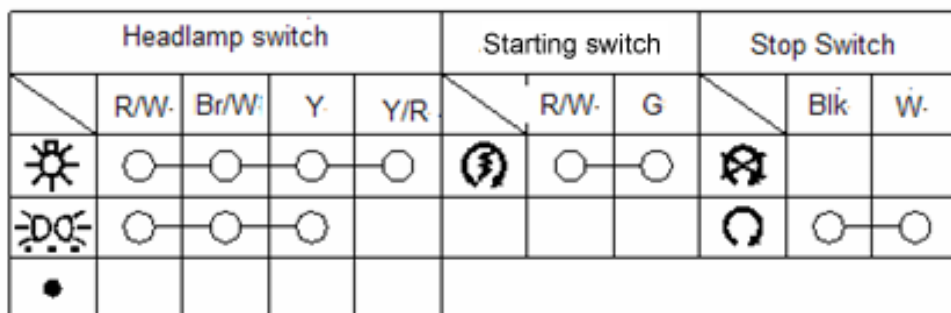 Headlamp switch Starting switch Stop Switch
R/W Br/W Y Y/R R/W G Blk W